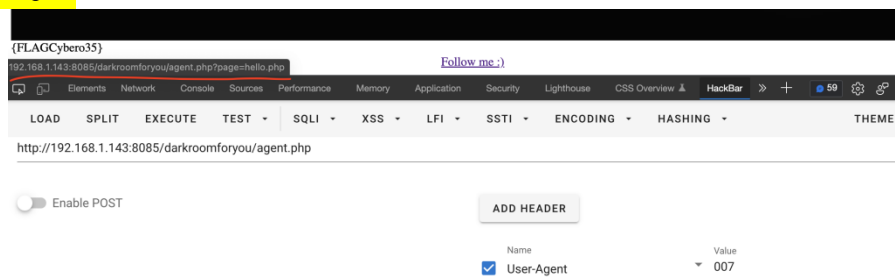 {FLAGCybero35}
192.168.1.143:8085/darkroomforyou/agent.php?page=hello.php
Follow me :)
Elements Network Console Sources Performance Memory Application Security Lighthouse CSS Overview HackBar 59
LOAD SPLIT EXECUTE TEST SQLI XSS LFI SSTI ENCODING HASHING THEME
http://192.168.1.143:8085/darkroomforyou/agent.php
Enable POST
ADD HEADER
Name Value
User-Agent 007